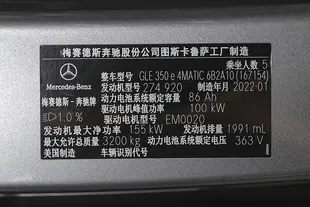 梅赛德斯奔驰股份公司图斯卡鲁萨工厂制造
乘坐人数 5
整车型号 GLE 350 e 4MATIC 6B2A10 (167154)
发动机型号 274 920 制造年月 2022-01
Mercedes-Benz
动力电池系统额定容量 86 Ah
梅赛德斯-奔驰牌
驱动电机峰值功率 100 kW
1.0 % 驱动电机型号 EM0020
发动机最大净功率 155 kW 发动机排量 1991 mL
最大允许总质量 3200 kg 动力电池系统额定电压 363 V
美国制造 车辆识别代号